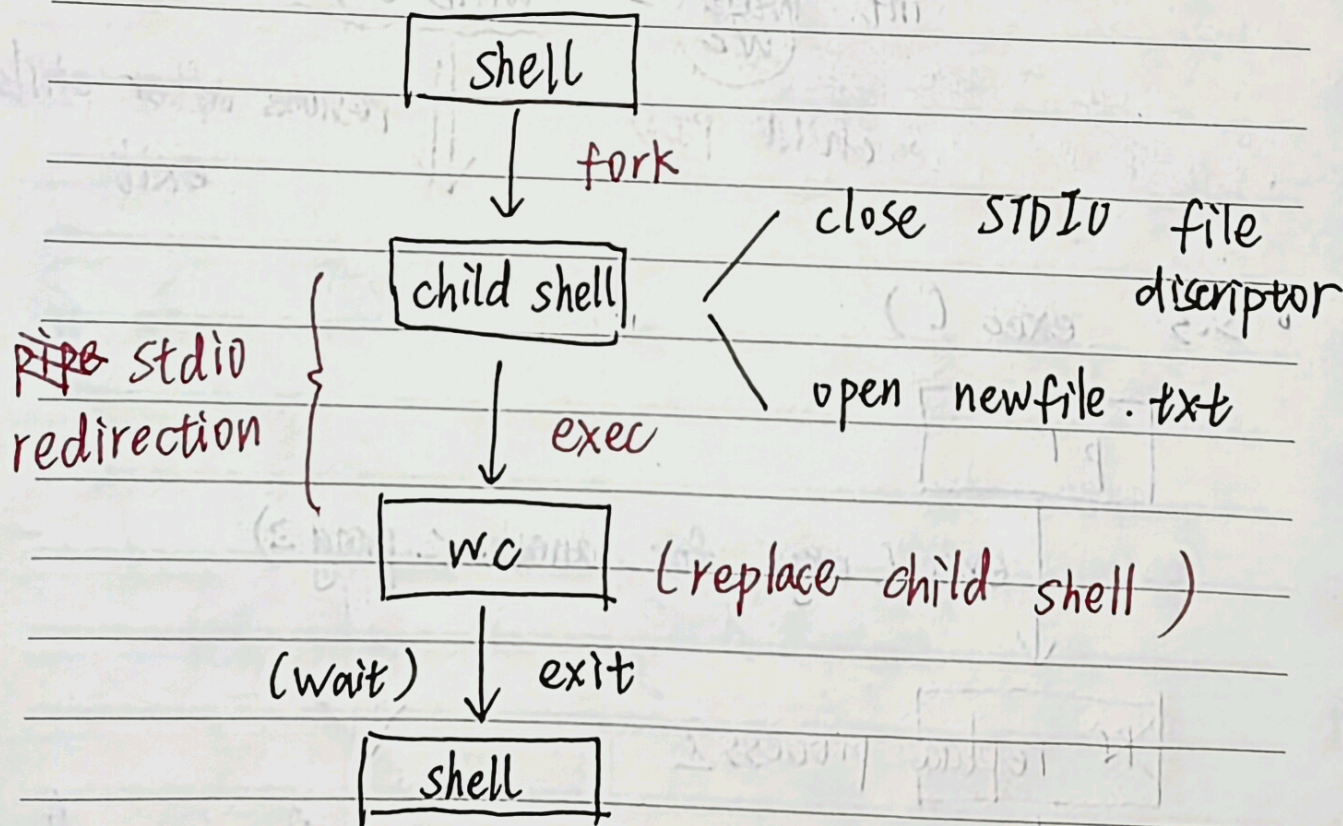 shell
fork
close STDIO file
discriptor
child shell
stdio
redirection
open newfile.txt
exec
wc
(replace child shell)
(wait)
exit
shell